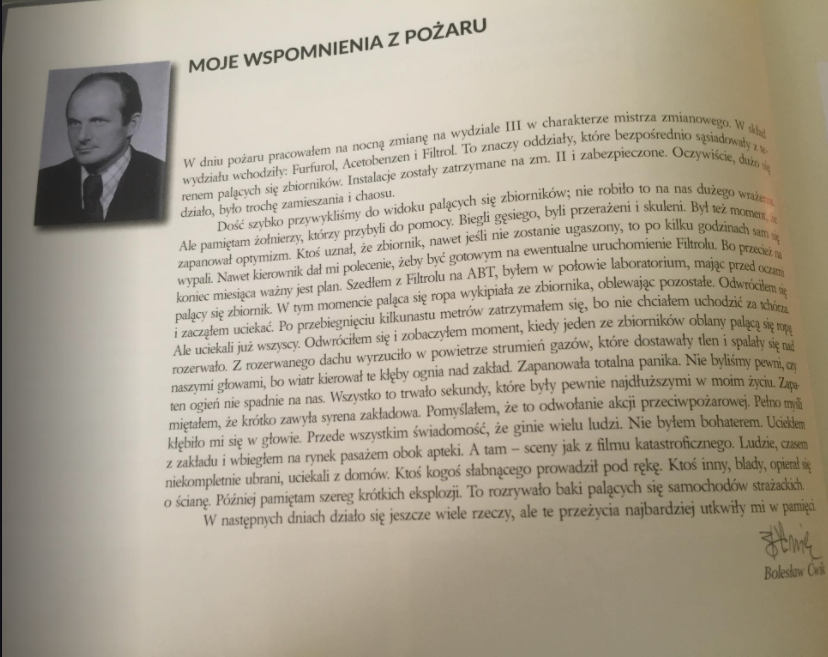 MOJE WSPOMNIENIA Z POŻARU
W dniu pożaru pracowałem na nocną zmianę na wydziale III w charakterze mistrza zmianowego. W skład
wydziału wchodziły: Furfurol, Acetobenzen i Filtrol. To znaczy oddziały, które bezpośrednio sąsiadowały z te-
renem palących się zbiorników. Instalacje zostały zatrzymane na zm. II i zabezpieczone. Oczywiście, dużo się
działo, było trochę zamieszania i chaosu.
Dość szybko przywykliśmy do widoku palących się zbiorników; nie robiło to na nas dużego wrażenia.
Ale pamiętam żołnierzy, którzy przybyli do pomocy. Biegli gęsiego, byli przerażeni i skuleni. Był też moment, że
zapanował optymizm. Ktoś uznał, że zbiornik, nawet jeśli nie zostanie ugaszony, to po kilku godzinach sam się
wypali. Nawet kierownik dał mi polecenie, żeby być gotowym na ewentualne uruchomienie Filtrolu. Bo przecież na
koniec miesiąca ważny jest plan. Szedłem z Filtrolu na ABT, byłem w połowie laboratorium, mając przed oczami
palący się zbiornik. W tym momencie paląca się ropa wykipiała ze zbiornika, oblewając pozostałe. Odwróciłem się
i zacząłem uciekać. Po przebiegnięciu kilkunastu metrów zatrzymałem się, bo nie chciałem uchodzić za tchórza.
Ale uciekali już wszyscy. Odwróciłem się i zobaczyłem moment, kiedy jeden ze zbiorników oblany palącą się ropą
rozerwało. Z rozerwanego dachu wyrzuciło w powietrze strumień gazów, które dostawały tlen i spalały się nad
naszymi głowami, bo wiatr kierował te kłęby ognia nad zakład. Zapanowała totalna panika. Nie byliśmy pewni, czy
ten ogień nie spadnie na nas. Wszystko to trwało sekundy, które były pewnie najdłuższymi w moim życiu. Zapa-
miętałem, że krótko zawyła syrena zakładowa. Pomyślałem, że to odwołanie akcji przeciwpożarowej. Pełno myśli
kłębiło mi się w głowie. Przede wszystkim świadomość, że ginie wielu ludzi. Nie byłem bohaterem. Uciekłem
z zakładu i wbiegłem na rynek pasażem obok apteki. A tam – sceny jak z filmu katastroficznego. Ludzie, czasem
niekompletnie ubrani, uciekali z domów. Ktoś kogoś słabnącego prowadził pod rękę. Ktoś inny, blady, opierał się
o ścianę. Później pamiętam szereg krótkich eksplozji. To rozrywało baki palących się samochodów strażackich.
W następnych dniach działo się jeszcze wiele rzeczy, ale te przeżycia najbardziej utkwiły mi w pamięci
Bolesław